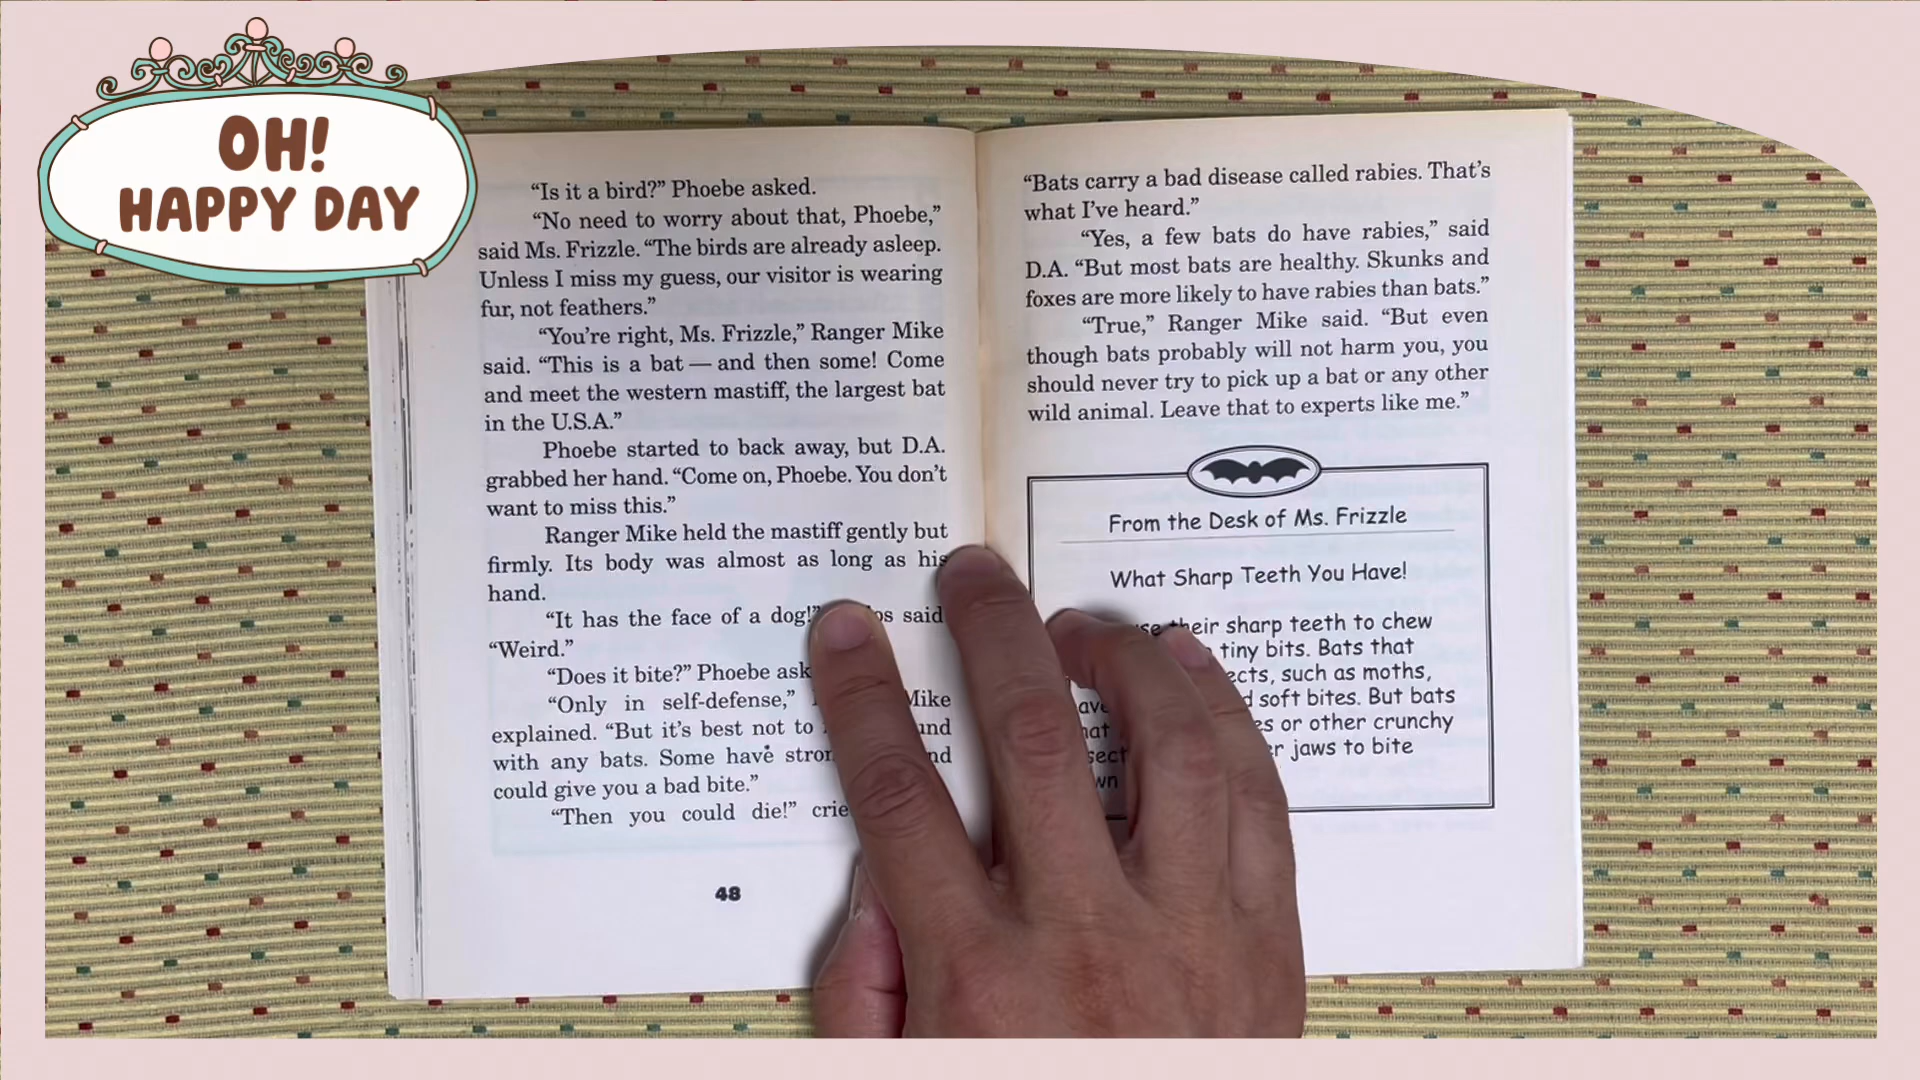 OH!
HAPPY DAY
“Is it a bird?” Phoebe asked.
“No need to worry about that, Phoebe,”
said Ms. Frizzle. “The birds are already asleep.
Unless I miss my guess, our visitor is wearing
fur, not feathers.”
“You’re right, Ms. Frizzle,” Ranger Mike
said. “This is a bat — and then some! Come
and meet the western mastiff, the largest bat
in the U.S.A.”
Phoebe started to back away, but D.A.
grabbed her hand. “Come on, Phoebe. You don’t
want to miss this.”
Ranger Mike held the mastiff gently but
firmly. Its body was almost as long as his
hand.
“It has the face of a dog!” said
“Weird.”
“Does it bite?” Phoebe
“Only in self-defense,” Mike
explained. “But it’s best not to
with any bats. Some have
could give you a bad bite.”
“Then you could die!”
48
“Bats carry a bad disease called rabies. That’s
what I’ve heard.”
“Yes, a few bats do have rabies,” said
D.A. “But most bats are healthy. Skunks and
foxes are more likely to have rabies than bats.”
“True,” Ranger Mike said. “But even
though bats probably will not harm you, you
should never try to pick up a bat or any other
wild animal. Leave that to experts like me.”
From the Desk of Ms. Frizzle
What Sharp Teeth You Have!
their sharp teeth to chew
tiny bits. Bats that
such as moths,
soft bites. But bats
or other crunchy
jaws to bite